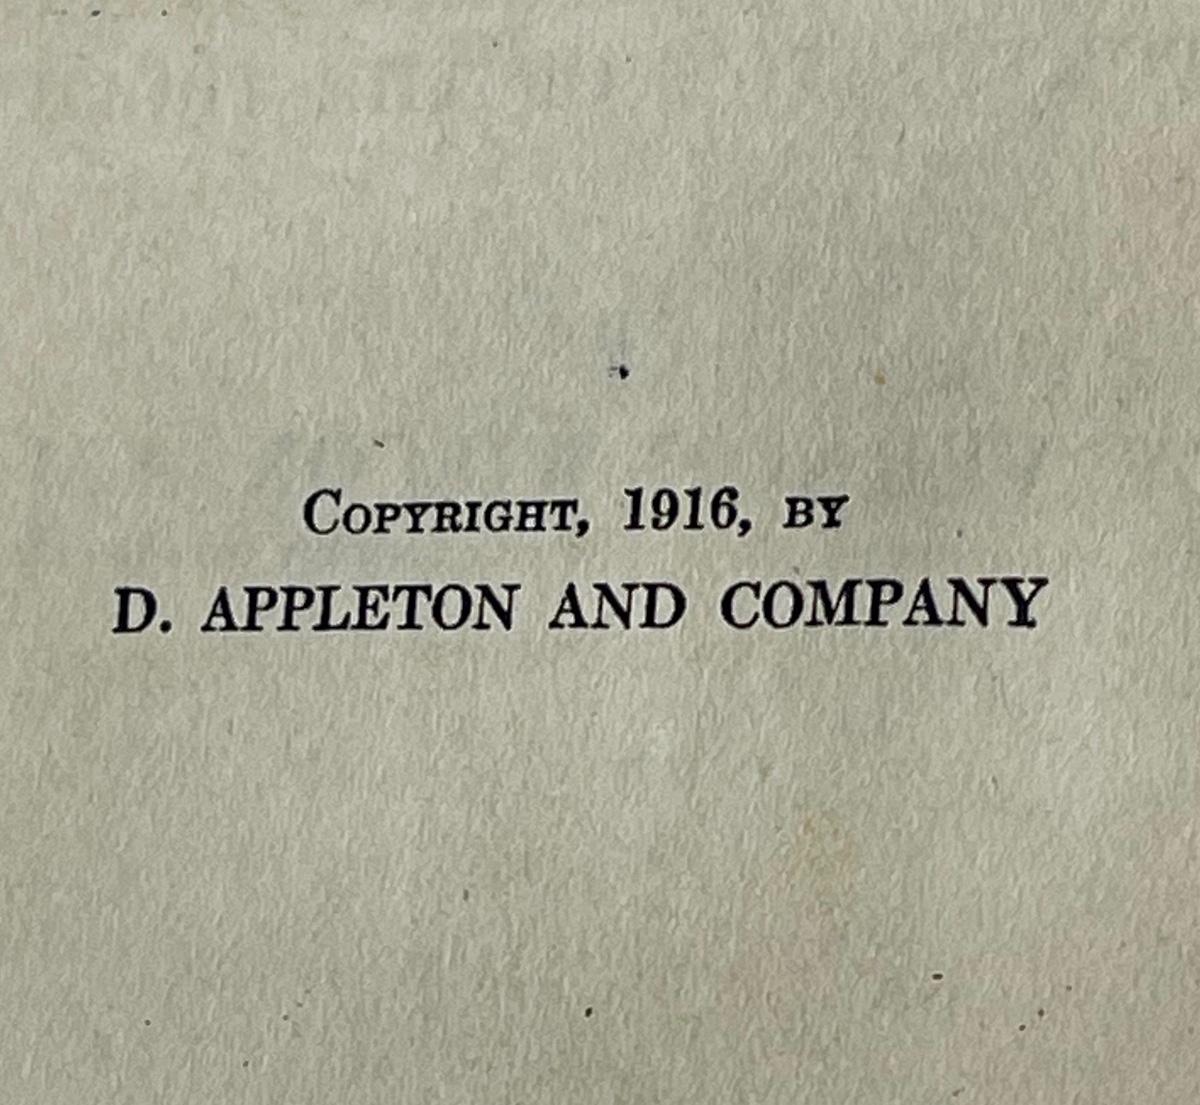 Copyright, 1916, by
D. APPLETON AND COMPANY